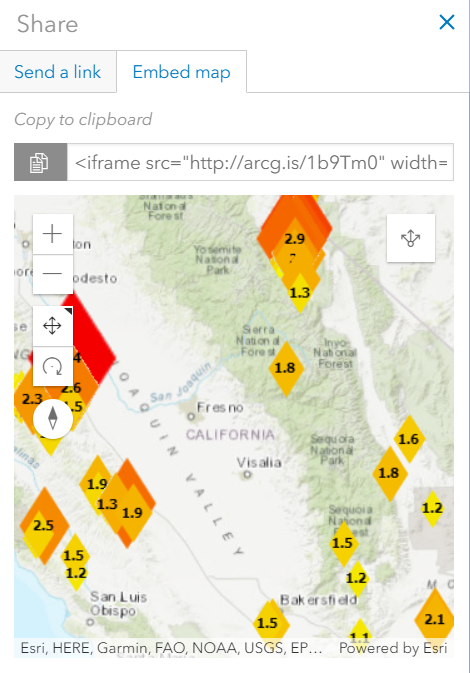 Share
Send a link
Embed map
Copy to clipboard
<iframe src="http://arcg.is/1b9Tm0" width=
National
Forest
2.9
Yosemite
National
Park
1.3
odesto
Sierra
National
Forest
Inyo
National
Forest
1.8
4
2.6
2.3
.5
San Joaquin
Fresno
CALIFORNIA
JOAQUIN VALLEY
1.6
Sequoia
National
Park
Visalia
1.8
1.9
1.3
1.9
1.2
Sequoia
National
Forest
2.5
1.5
1.5
1.2
1.2
San Luis
Obispo
Bakersfield
1.5
1.1
2.1
Esri, HERE, Garmin, FAO, NOAA, USGS, EP...
Powered by Esri